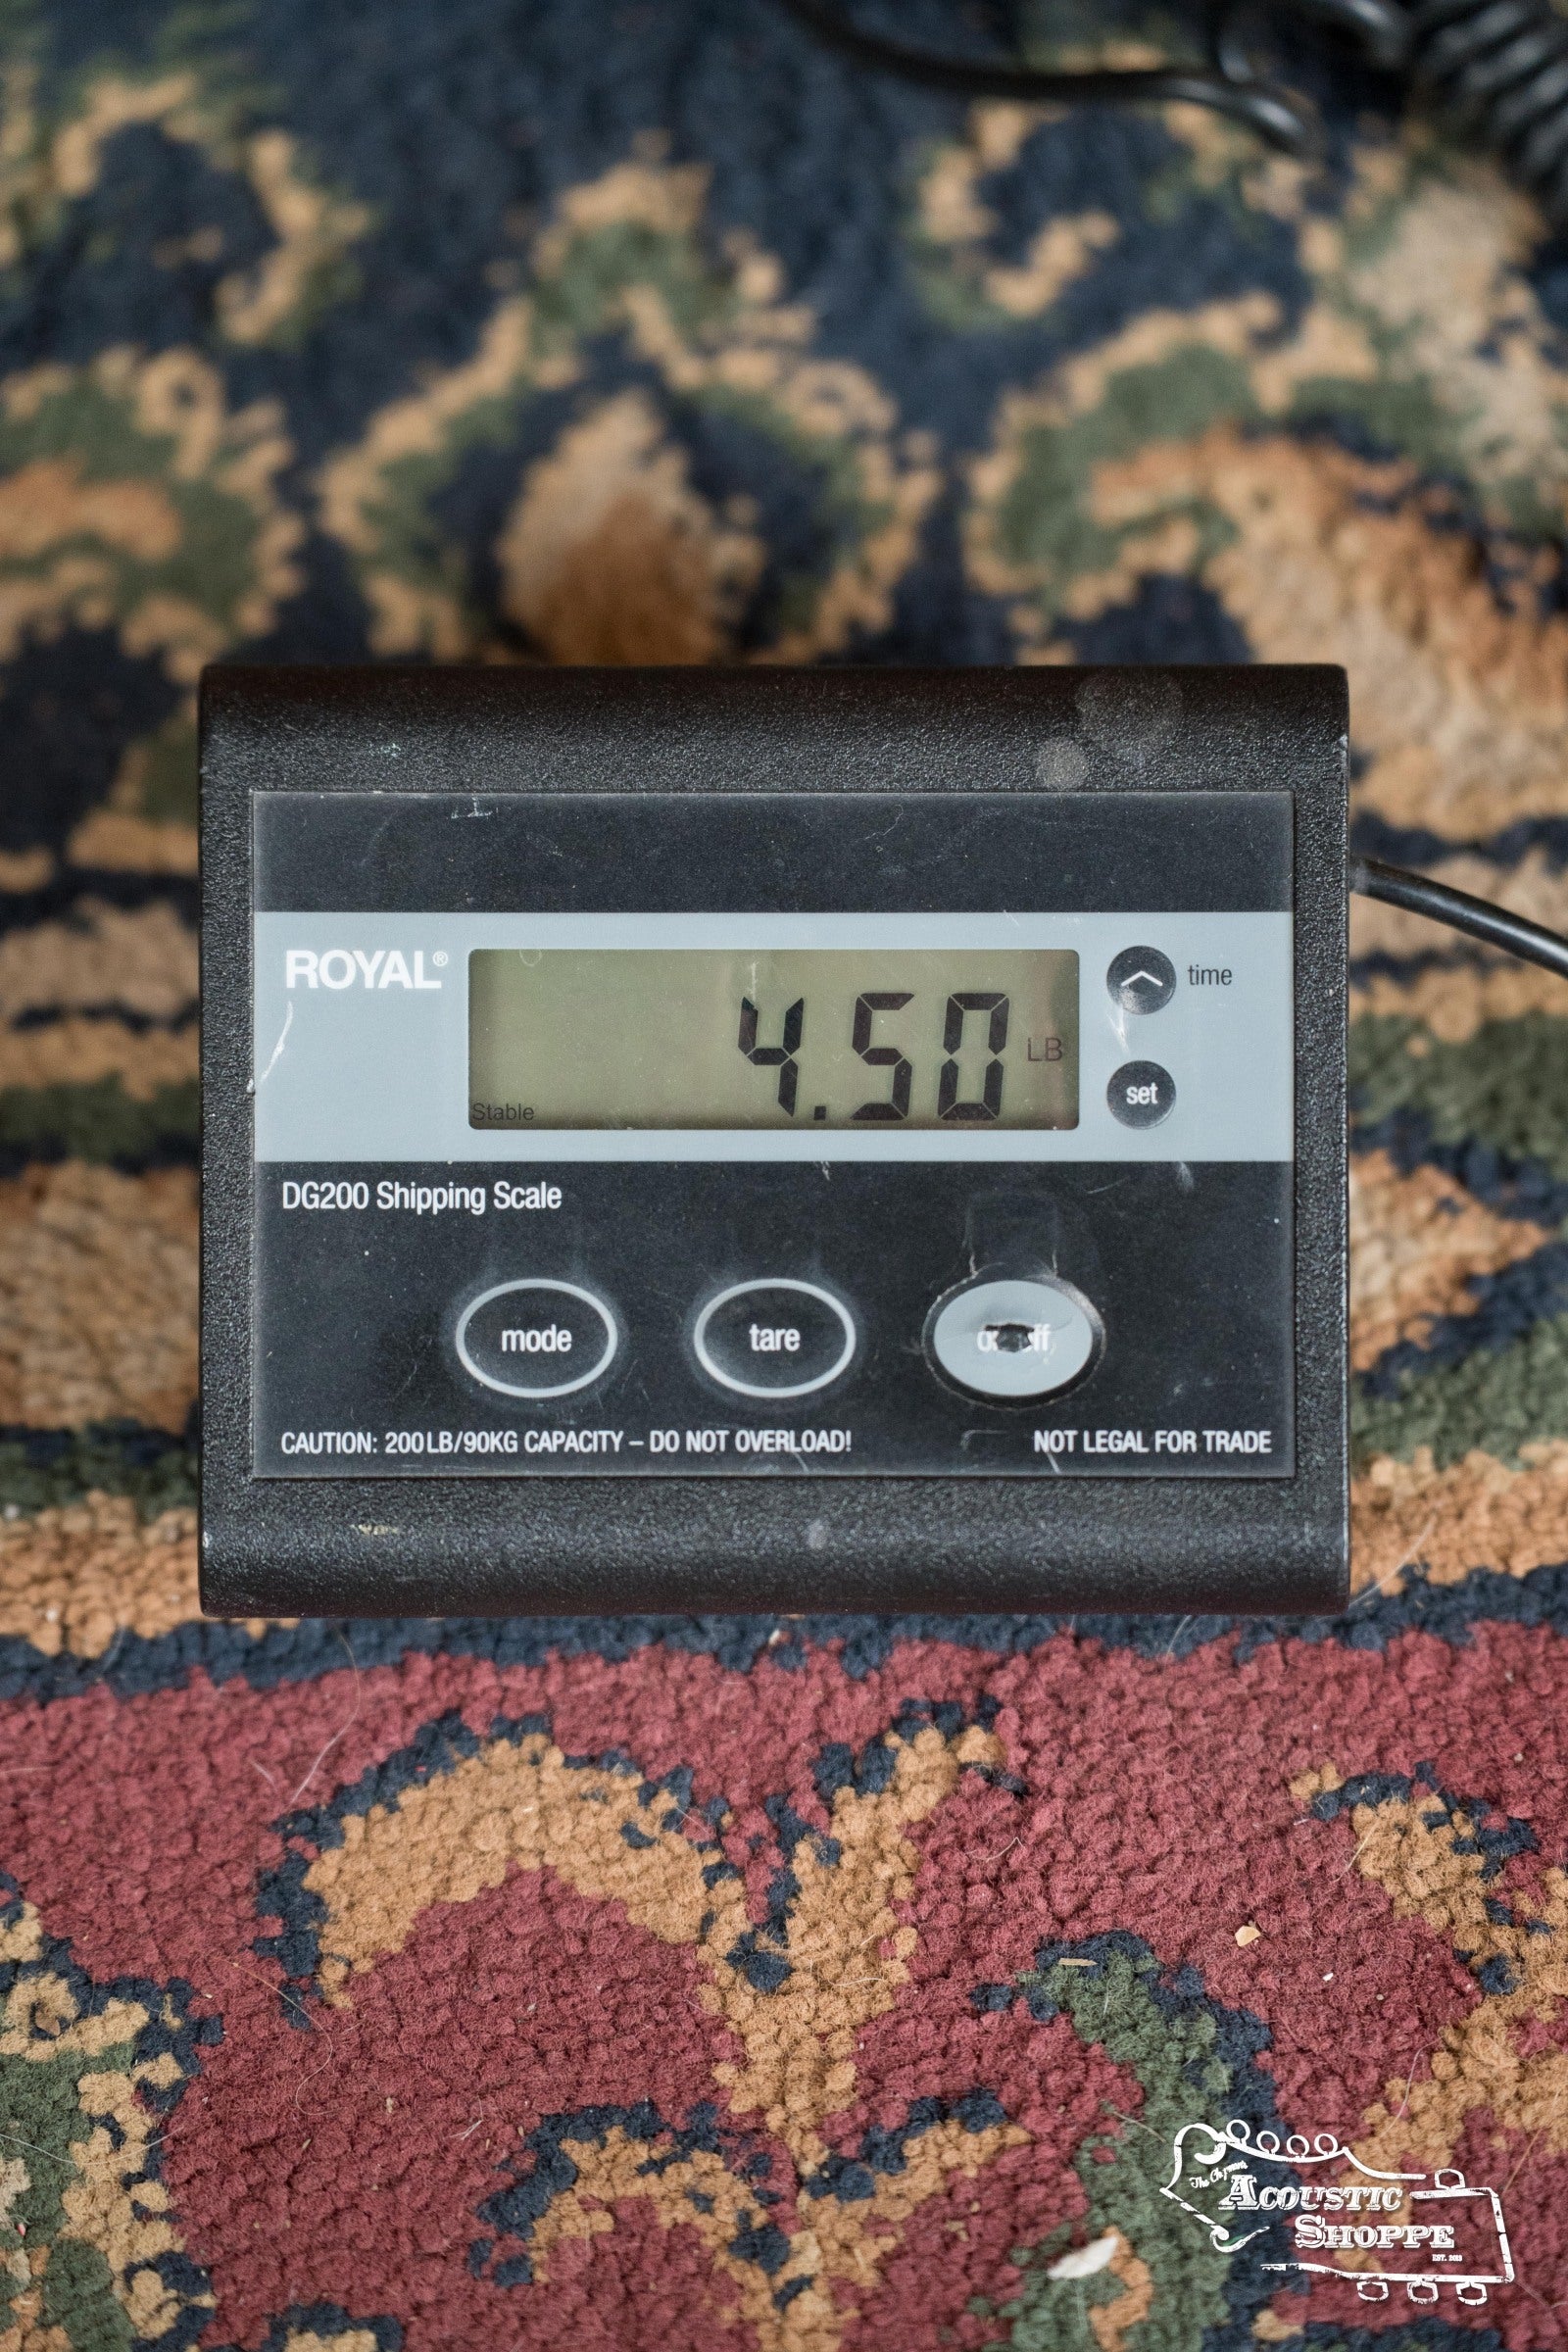 ROYAL®
4.50 LB
Stable
time
set
DG200 Shipping Scale
mode
tare
CAUTION: 200LB/90KG CAPACITY – DO NOT OVERLOAD!
NOT LEGAL FOR TRADE
ACOUSTIC
SHOPPE